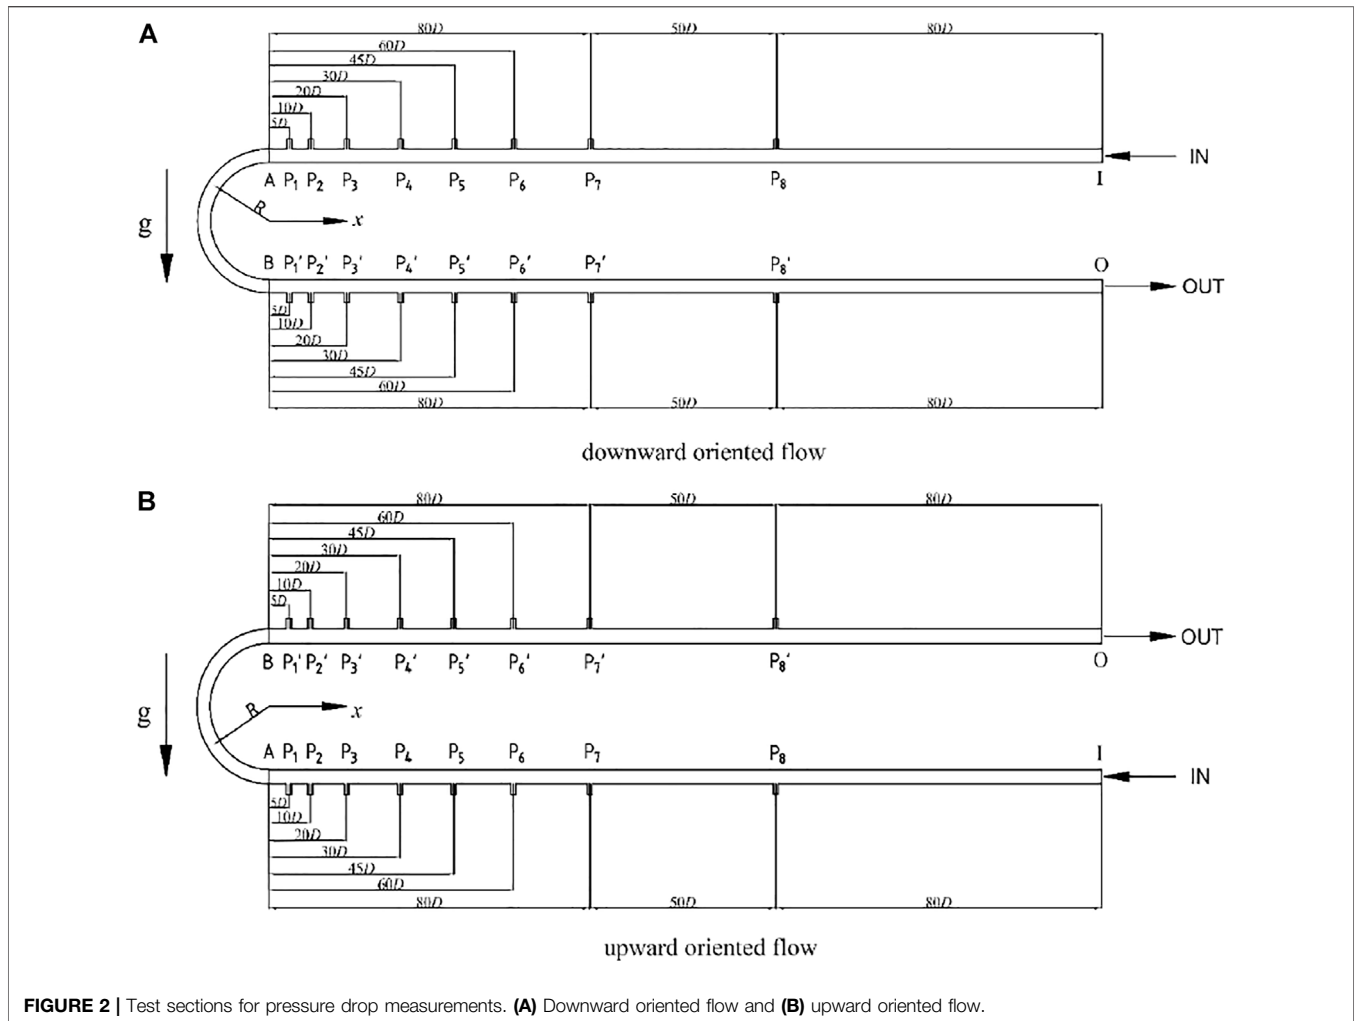 A
80D 50D 80D
60D
45D
30D
20D
10D
5D
IN
A P₁ P₂ P₃ P₄ P₅ P₆ P₇ P₈ I
g R x
B P₁' P₂' P₃' P₄' P₅' P₆' P₇' P₈' O
OUT
5D
10D
20D
30D
45D
60D
80D 50D 80D
downward oriented flow
B
80D 50D 80D
60D
45D
30D
20D
10D
5D
OUT
B P₁' P₂' P₃' P₄' P₅' P₆' P₇' P₈' O
g R x
A P₁ P₂ P₃ P₄ P₅ P₆ P₇ P₈ I
IN
5D
10D
20D
30D
45D
60D
80D 50D 80D
upward oriented flow
FIGURE 2 | Test sections for pressure drop measurements. (A) Downward oriented flow and (B) upward oriented flow.